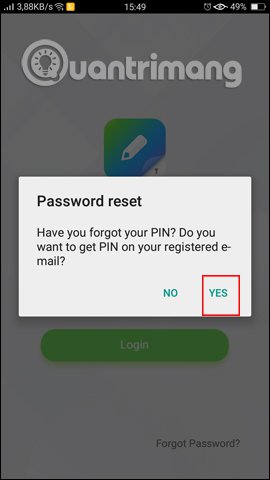 3,88KB/s 15:49 49%
Quantrimang
Password reset
Have you forgot your PIN? Do you
want to get PIN on your registered e-
mail?
NO YES
Login
Forgot Password?